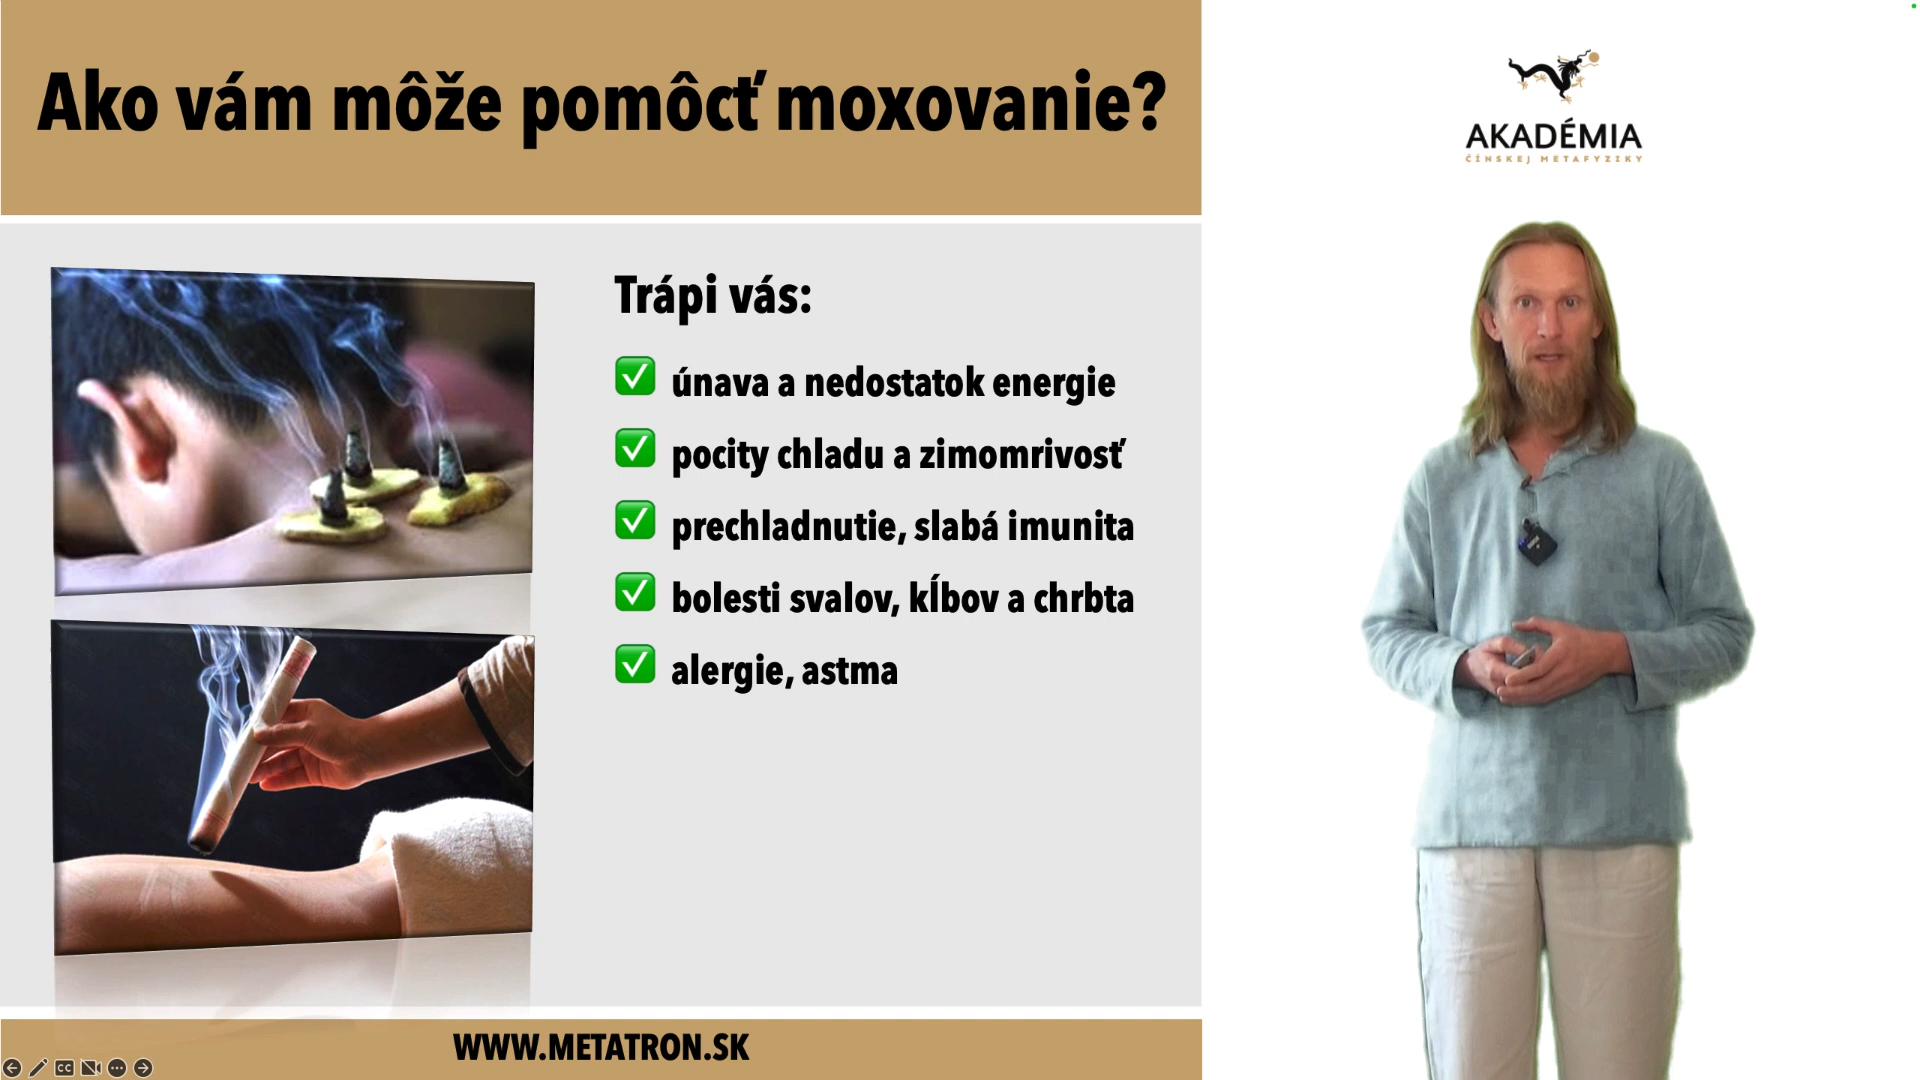 Ako vám môže pomôcť moxovanie?
Trápi vás:
únava a nedostatok energie
pocity chladu a zimomrivosť
prechladnutie, slabá imunita
bolesti svalov, kĺbov a chrbta
alergie, astma
WWW.METATRON.SK
CC
AKADÉMIA
ČÍNSKEJ METAFYZIKY